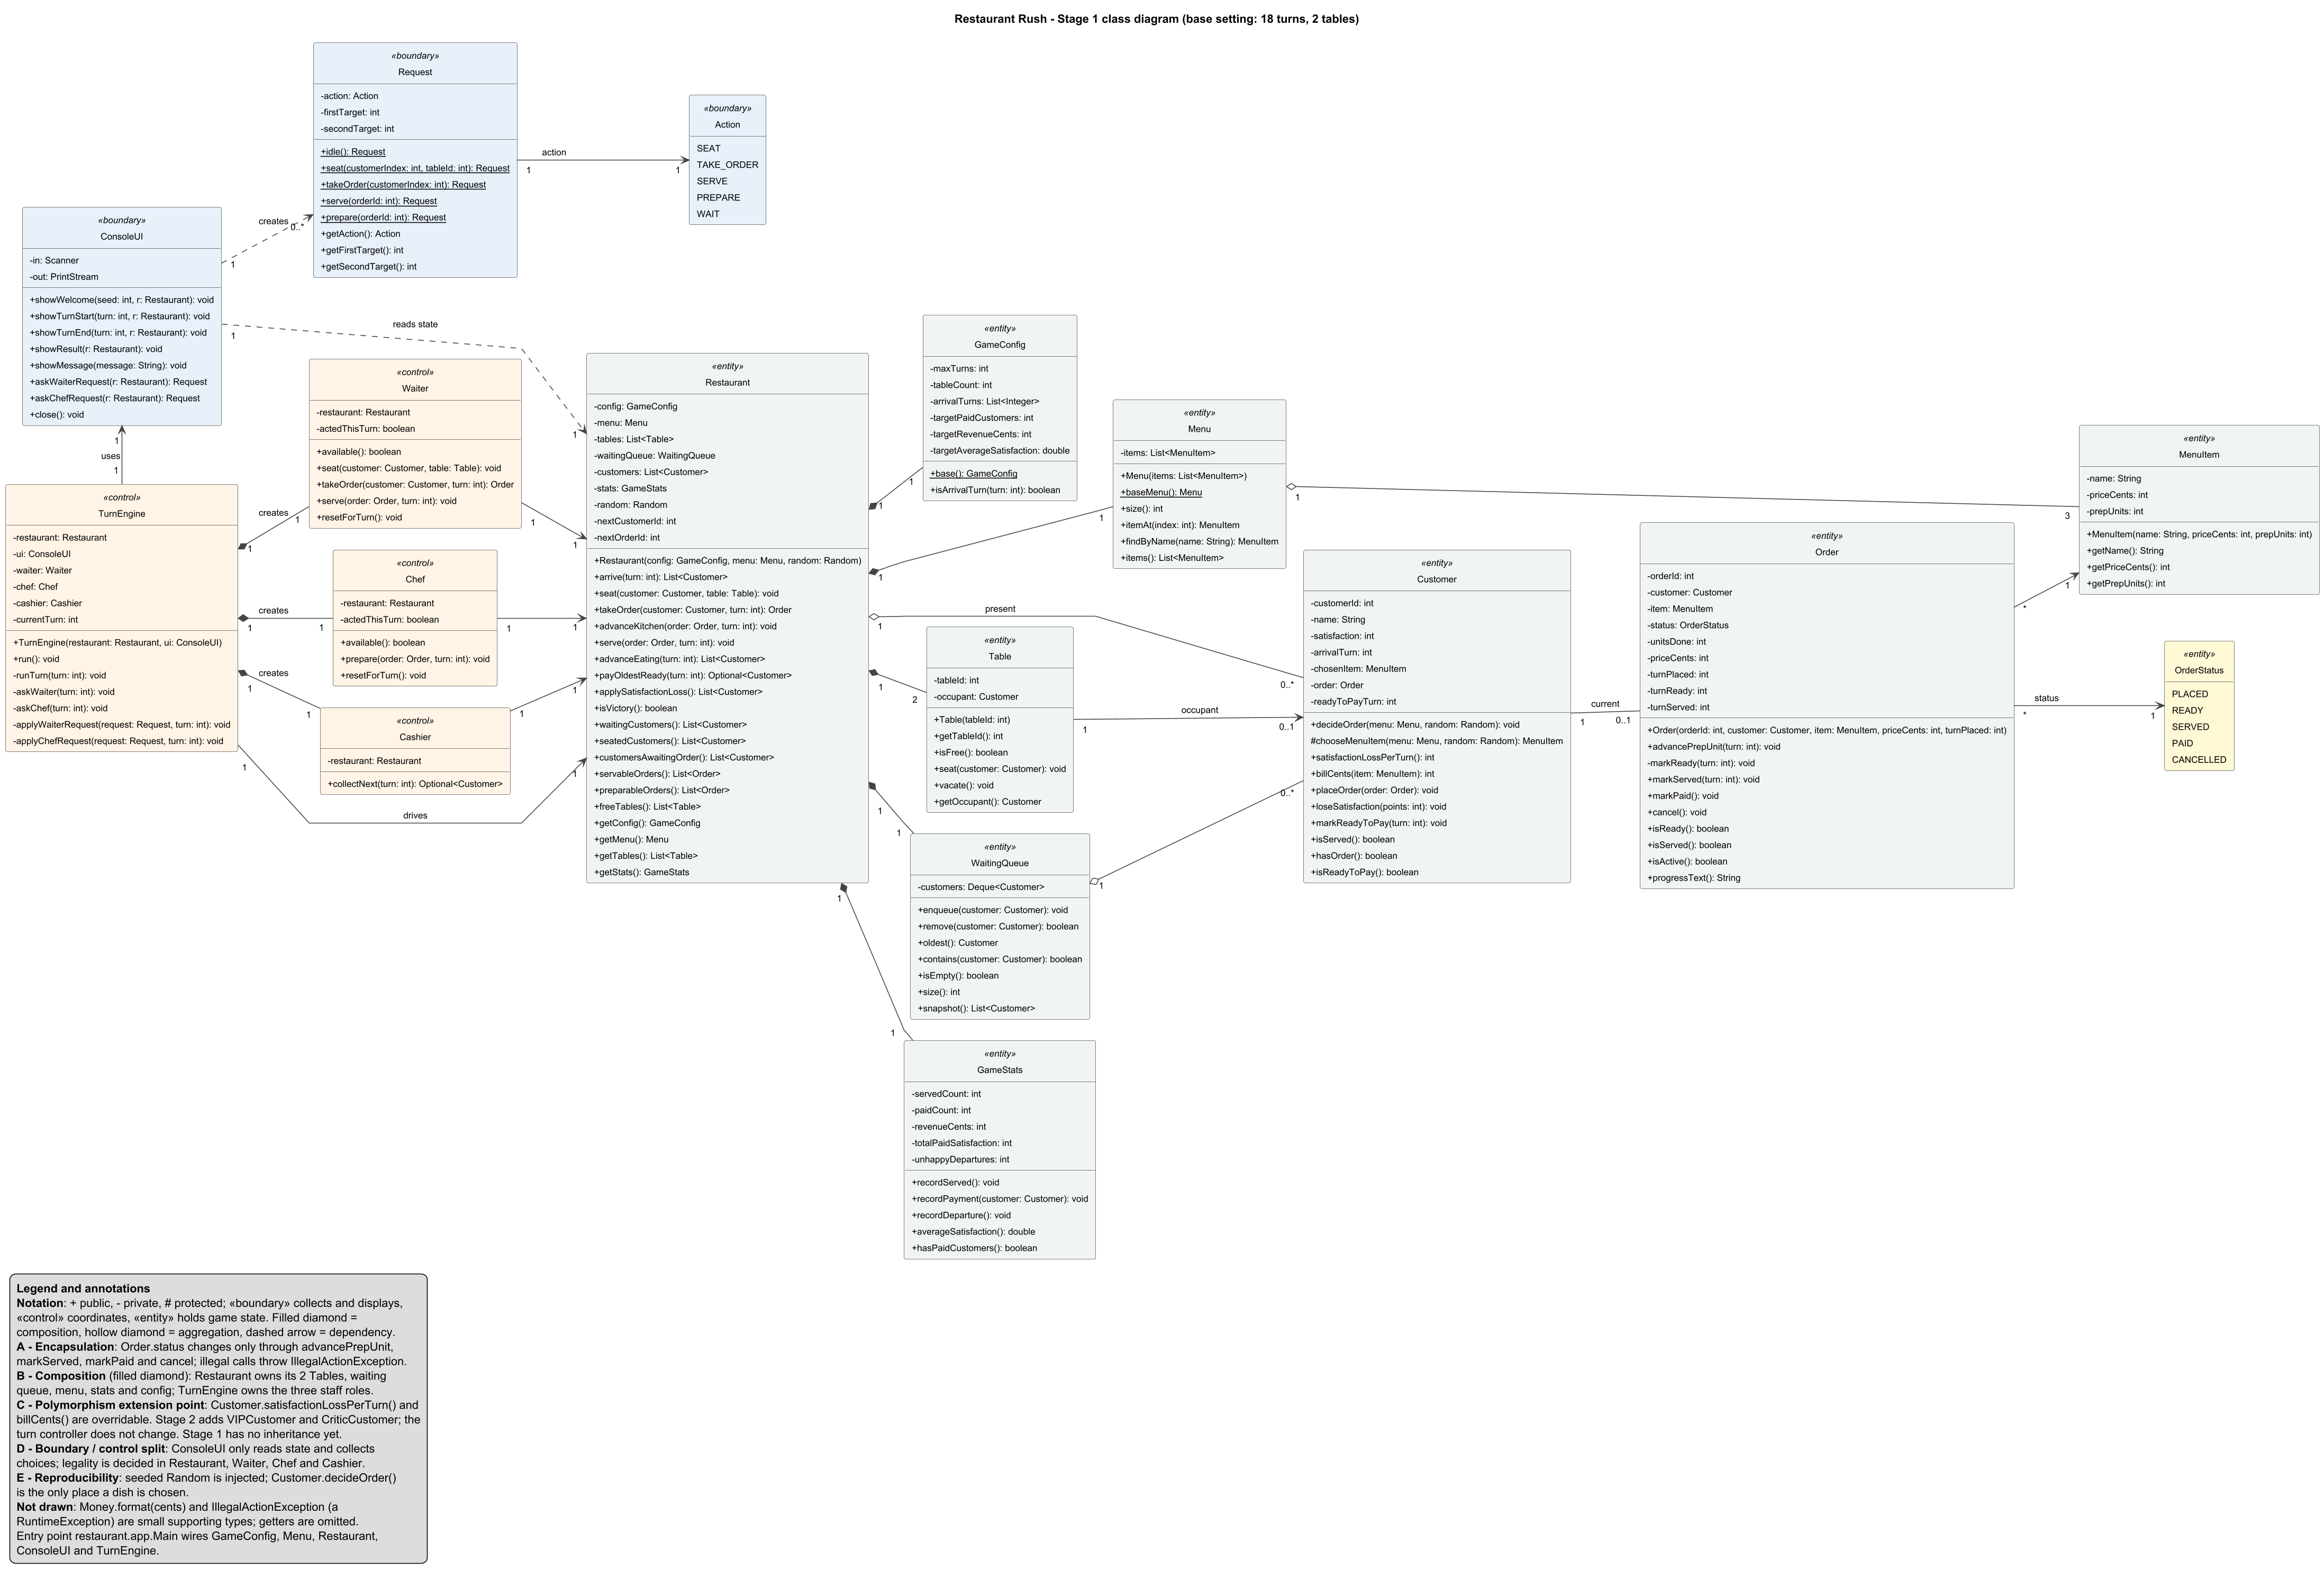 Restaurant Rush - Stage 1 class diagram (base setting: 18 turns, 2 tables)
«boundary»
Request
-action: Action
-firstTarget: int
-secondTarget: int
+idle(): Request
+seat(customerIndex: int, tableId: int): Request
+takeOrder(customerIndex: int): Request
+serve(orderId: int): Request
+prepare(orderId: int): Request
+getAction(): Action
+getFirstTarget(): int
+getSecondTarget(): int
action
1
1
«boundary»
Action
SEAT
TAKE_ORDER
SERVE
PREPARE
WAIT
«boundary»
ConsoleUI
-in: Scanner
-out: PrintStream
+showWelcome(seed: int, r: Restaurant): void
+showTurnStart(turn: int, r: Restaurant): void
+showTurnEnd(turn: int, r: Restaurant): void
+showResult(r: Restaurant): void
+showMessage(message: String): void
+askWaiterRequest(r: Restaurant): Request
+askChefRequest(r: Restaurant): Request
+close(): void
creates
0..*
1
reads state
1
1
1
uses
1
«control»
TurnEngine
-restaurant: Restaurant
-ui: ConsoleUI
-waiter: Waiter
-chef: Chef
-cashier: Cashier
-currentTurn: int
+TurnEngine(restaurant: Restaurant, ui: ConsoleUI)
+run(): void
-runTurn(turn: int): void
-askWaiter(turn: int): void
-askChef(turn: int): void
-applyWaiterRequest(request: Request, turn: int): void
-applyChefRequest(request: Request, turn: int): void
creates
1
1
creates
1
1
creates
1
1
drives
1
1
«control»
Waiter
-restaurant: Restaurant
-actedThisTurn: boolean
+available(): boolean
+seat(customer: Customer, table: Table): void
+takeOrder(customer: Customer, turn: int): Order
+serve(order: Order, turn: int): void
+resetForTurn(): void
1
1
«control»
Chef
-restaurant: Restaurant
-actedThisTurn: boolean
+available(): boolean
+prepare(order: Order, turn: int): void
+resetForTurn(): void
1
1
«control»
Cashier
-restaurant: Restaurant
+collectNext(turn: int): Optional<Customer>
1
1
«entity»
Restaurant
-config: GameConfig
-menu: Menu
-tables: List<Table>
-waitingQueue: WaitingQueue
-customers: List<Customer>
-stats: GameStats
-random: Random
-nextCustomerId: int
-nextOrderId: int
+Restaurant(config: GameConfig, menu: Menu, random: Random)
+arrive(turn: int): List<Customer>
+seat(customer: Customer, table: Table): void
+takeOrder(customer: Customer, turn: int): Order
+advanceKitchen(order: Order, turn: int): void
+serve(order: Order, turn: int): void
+advanceEating(turn: int): List<Customer>
+payOldestReady(turn: int): Optional<Customer>
+applySatisfactionLoss(): List<Customer>
+isVictory(): boolean
+waitingCustomers(): List<Customer>
+seatedCustomers(): List<Customer>
+customersAwaitingOrder(): List<Customer>
+servableOrders(): List<Order>
+preparableOrders(): List<Order>
+freeTables(): List<Table>
+getConfig(): GameConfig
+getMenu(): Menu
+getTables(): List<Table>
+getStats(): GameStats
1
1
1
1
present
1
0..*
1
2
1
1
1
1
«entity»
GameConfig
-maxTurns: int
-tableCount: int
-arrivalTurns: List<Integer>
-targetPaidCustomers: int
-targetRevenueCents: int
-targetAverageSatisfaction: double
+base(): GameConfig
+isArrivalTurn(turn: int): boolean
«entity»
Menu
-items: List<MenuItem>
+Menu(items: List<MenuItem>)
+baseMenu(): Menu
+size(): int
+itemAt(index: int): MenuItem
+findByName(name: String): MenuItem
+items(): List<MenuItem>
1
3
«entity»
Table
-tableId: int
-occupant: Customer
+Table(tableId: int)
+getTableId(): int
+isFree(): boolean
+seat(customer: Customer): void
+vacate(): void
+getOccupant(): Customer
occupant
1
0..1
«entity»
WaitingQueue
-customers: Deque<Customer>
+enqueue(customer: Customer): void
+remove(customer: Customer): boolean
+oldest(): Customer
+contains(customer: Customer): boolean
+isEmpty(): boolean
+size(): int
+snapshot(): List<Customer>
1
0..*
«entity»
GameStats
-servedCount: int
-paidCount: int
-revenueCents: int
-totalPaidSatisfaction: int
-unhappyDepartures: int
+recordServed(): void
+recordPayment(customer: Customer): void
+recordDeparture(): void
+averageSatisfaction(): double
+hasPaidCustomers(): boolean
«entity»
Customer
-customerId: int
-name: String
-satisfaction: int
-arrivalTurn: int
-chosenItem: MenuItem
-order: Order
-readyToPayTurn: int
+decideOrder(menu: Menu, random: Random): void
#chooseMenuItem(menu: Menu, random: Random): MenuItem
+satisfactionLossPerTurn(): int
+billCents(item: MenuItem): int
+placeOrder(order: Order): void
+loseSatisfaction(points: int): void
+markReadyToPay(turn: int): void
+isServed(): boolean
+hasOrder(): boolean
+isReadyToPay(): boolean
current
1
0..1
«entity»
Order
-orderId: int
-customer: Customer
-item: MenuItem
-status: OrderStatus
-unitsDone: int
-priceCents: int
-turnPlaced: int
-turnReady: int
-turnServed: int
+Order(orderId: int, customer: Customer, item: MenuItem, priceCents: int, turnPlaced: int)
+advancePrepUnit(turn: int): void
-markReady(turn: int): void
+markServed(turn: int): void
+markPaid(): void
+cancel(): void
+isReady(): boolean
+isServed(): boolean
+isActive(): boolean
+progressText(): String
*
1
status
*
1
«entity»
MenuItem
-name: String
-priceCents: int
-prepUnits: int
+MenuItem(name: String, priceCents: int, prepUnits: int)
+getName(): String
+getPriceCents(): int
+getPrepUnits(): int
«entity»
OrderStatus
PLACED
READY
SERVED
PAID
CANCELLED
Legend and annotations
Notation: + public, - private, # protected; «boundary» collects and displays,
«control» coordinates, «entity» holds game state. Filled diamond =
composition, hollow diamond = aggregation, dashed arrow = dependency.
A - Encapsulation: Order.status changes only through advancePrepUnit,
markServed, markPaid and cancel; illegal calls throw IllegalActionException.
B - Composition (filled diamond): Restaurant owns its 2 Tables, waiting
queue, menu, stats and config; TurnEngine owns the three staff roles.
C - Polymorphism extension point: Customer.satisfactionLossPerTurn() and
billCents() are overridable. Stage 2 adds VIPCustomer and CriticCustomer; the
turn controller does not change. Stage 1 has no inheritance yet.
D - Boundary / control split: ConsoleUI only reads state and collects
choices; legality is decided in Restaurant, Waiter, Chef and Cashier.
E - Reproducibility: seeded Random is injected; Customer.decideOrder()
is the only place a dish is chosen.
Not drawn: Money.format(cents) and IllegalActionException (a
RuntimeException) are small supporting types; getters are omitted.
Entry point restaurant.app.Main wires GameConfig, Menu, Restaurant,
ConsoleUI and TurnEngine.